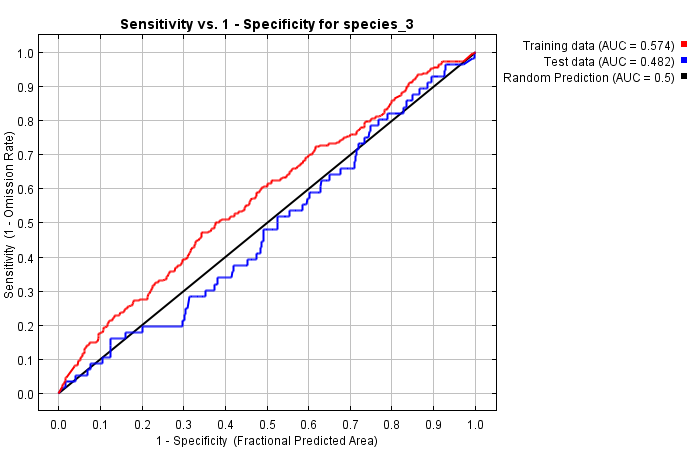 Sensitivity vs. 1 - Specificity for species_3
Training data (AUC = 0.574)
Test data (AUC = 0.482)
Random Prediction (AUC = 0.5)
Sensitivity (1 - Omission Rate)
1.0
0.9
0.8
0.7
0.6
0.5
0.4
0.3
0.2
0.1
0.0
0.0 0.1 0.2 0.3 0.4 0.5 0.6 0.7 0.8 0.9 1.0
1 - Specificity (Fractional Predicted Area)